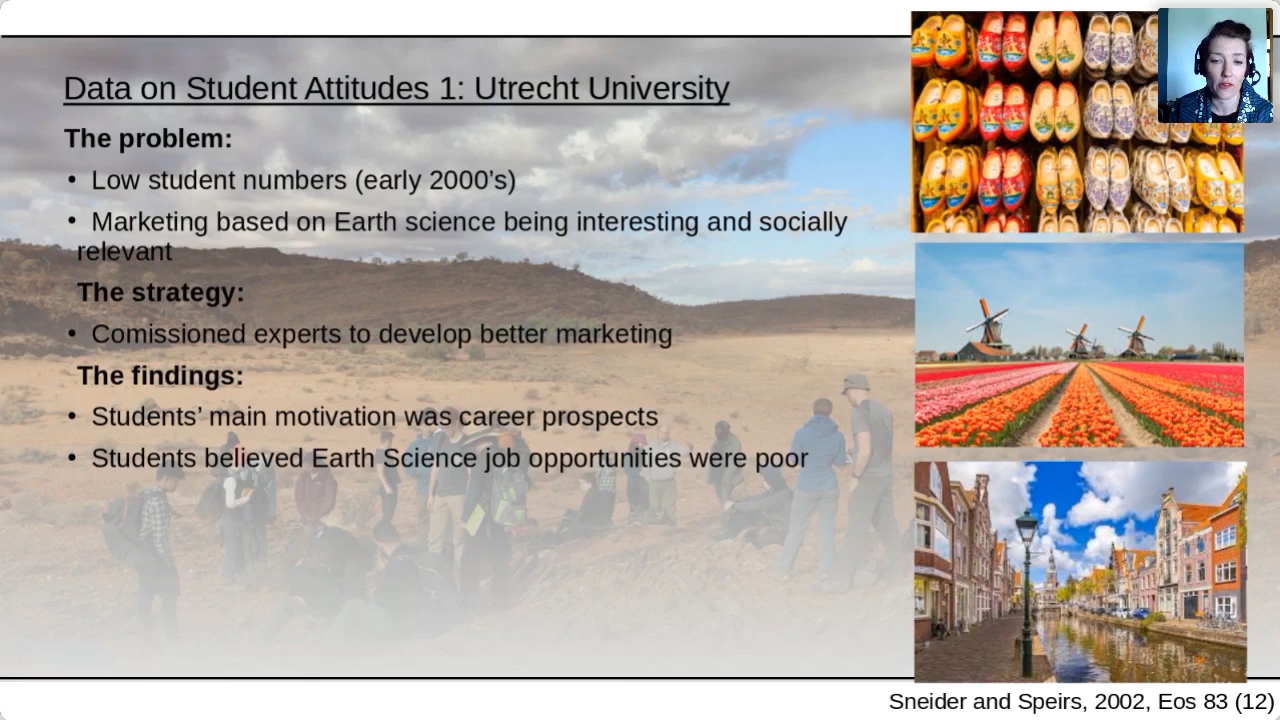 Data on Student Attitudes 1: Utrecht University
The problem:
• Low student numbers (early 2000’s)
• Marketing based on Earth science being interesting and socially
relevant
The strategy:
• Comissioned experts to develop better marketing
The findings:
• Students’ main motivation was career prospects
• Students believed Earth Science job opportunities were poor
Sneider and Speirs, 2002, Eos 83 (12)